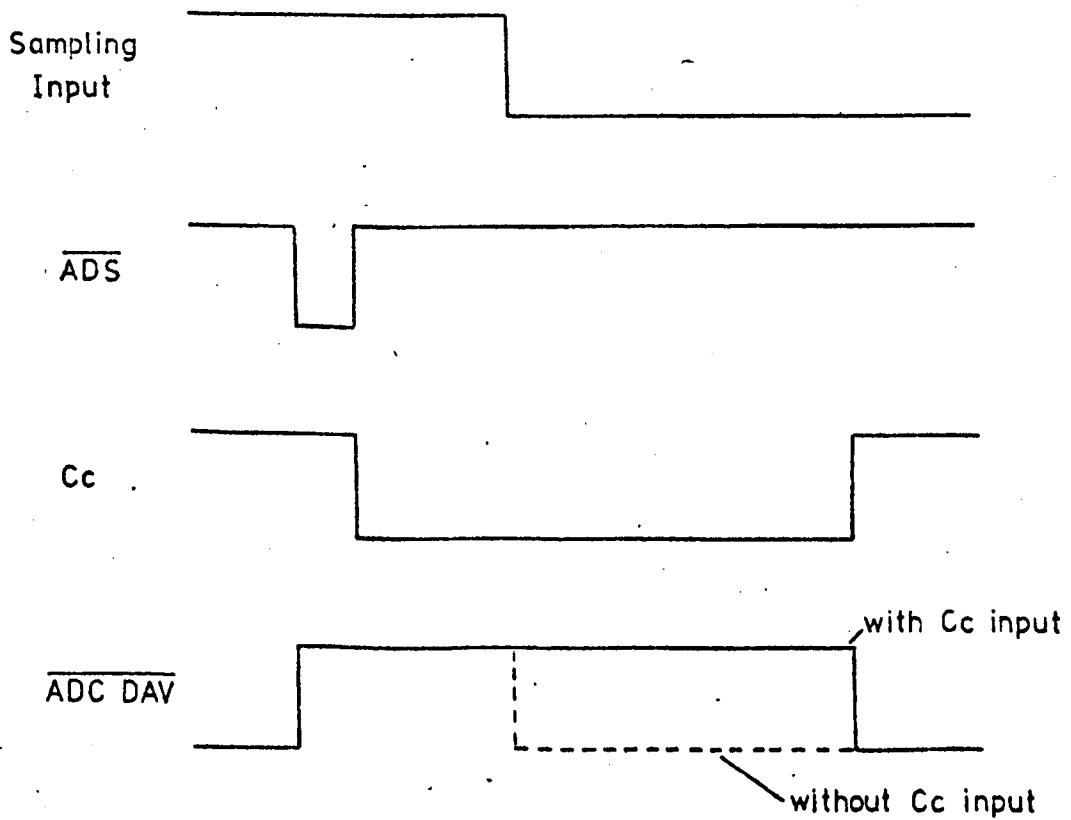 Sampling
Input
ADS
Cc
with Cc input
ADC DAV
without Cc input